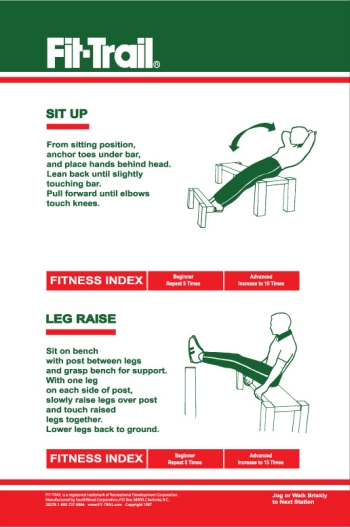 Fit-Trail®
SIT UP
From sitting position,
anchor toes under bar,
and place hands behind head.
Lean back until slightly
touching bar.
Pull forward until elbows
touch knees.
FITNESS INDEX
Beginner
Repeat 5 Times
Advanced
Increase to 10 Times
LEG RAISE
Sit on bench
with post between legs
and grasp bench for support.
With one leg
on each side of post,
slowly raise legs over post
and touch raised
legs together.
Lower legs back to ground.
FITNESS INDEX
Beginner
Repeat 5 Times
Advanced
Increase to 15 Times
FIT-TRAIL is a registered trademark of Recreational Development Corporation.
Manufactured by SouthWood Corporation, P.O. Box 
www.Fit-Trail.com Copyright 1987
Jog or Walk Briskly
to Next Station